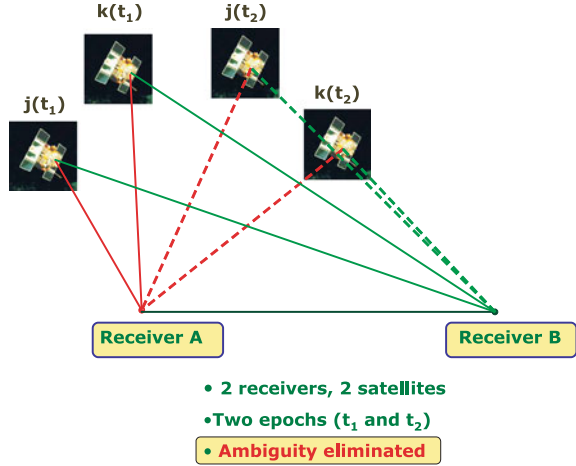 k(t₁)
j(t₂)
j(t₁)
k(t₂)
Receiver A
Receiver B
• 2 receivers, 2 satellites
•Two epochs (t₁ and t₂)
• Ambiguity eliminated